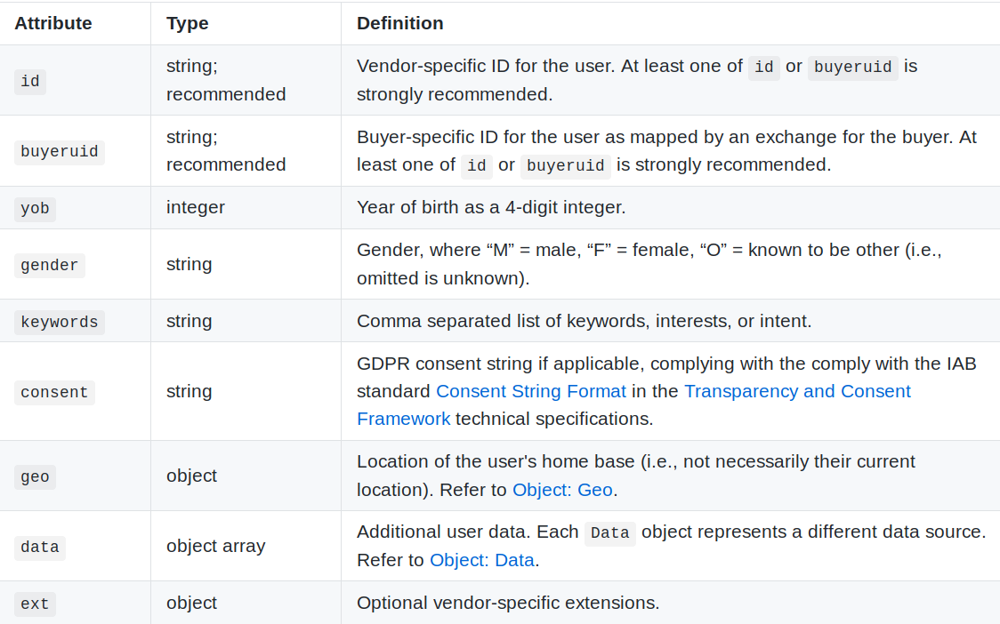 Attribute Type Definition
id string; recommended Vendor-specific ID for the user. At least one of id or buyeruid is
strongly recommended.
buyeruid string; recommended Buyer-specific ID for the user as mapped by an exchange for the buyer. At
least one of id or buyeruid is strongly recommended.
yob integer Year of birth as a 4-digit integer.
gender string Gender, where “M” = male, “F” = female, “O” = known to be other (i.e.,
omitted is unknown).
keywords string Comma separated list of keywords, interests, or intent.
consent string GDPR consent string if applicable, complying with the comply with the IAB
standard Consent String Format in the Transparency and Consent
Framework technical specifications.
geo object Location of the user's home base (i.e., not necessarily their current
location). Refer to Object: Geo.
data object array Additional user data. Each Data object represents a different data source.
Refer to Object: Data.
ext object Optional vendor-specific extensions.